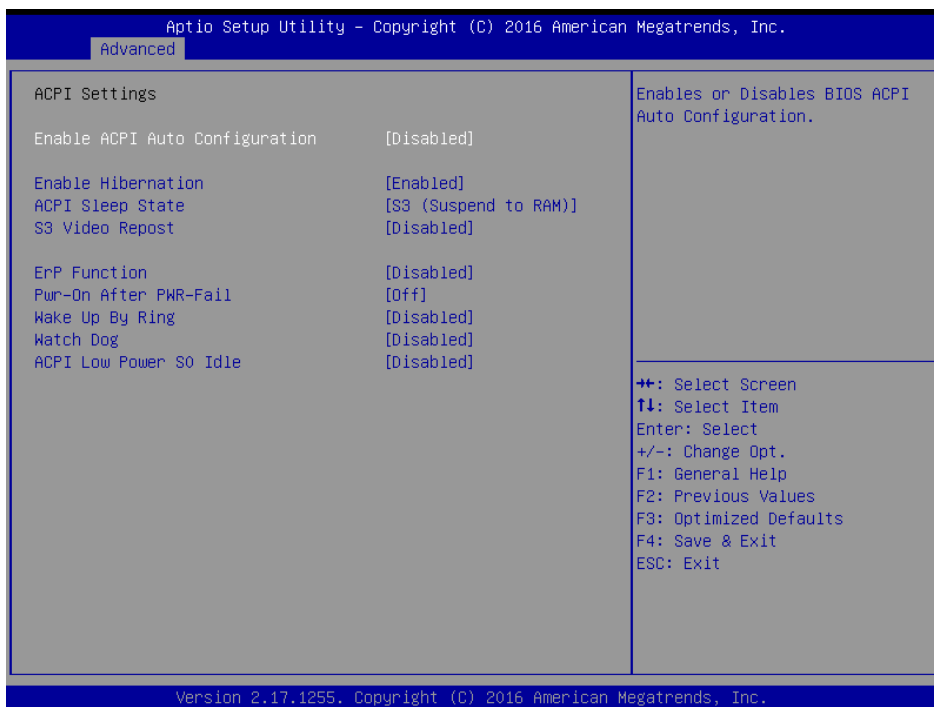 Aptio Setup Utility – Copyright (C) 2016 American Megatrends, Inc.
Advanced
ACPI Settings
Enable ACPI Auto Configuration [Disabled]
Enable Hibernation [Enabled]
ACPI Sleep State [S3 (Suspend to RAM)]
S3 Video Repost [Disabled]
ErP Function [Disabled]
Pwr-On After PWR-Fail [Off]
Wake Up By Ring [Disabled]
Watch Dog [Disabled]
ACPI Low Power S0 Idle [Disabled]
Enables or Disables BIOS ACPI
Auto Configuration.
→←: Select Screen
↑↓: Select Item
Enter: Select
+/-: Change Opt.
F1: General Help
F2: Previous Values
F3: Optimized Defaults
F4: Save & Exit
ESC: Exit
Version 2.17.1255. Copyright (C) 2016 American Megatrends, Inc.